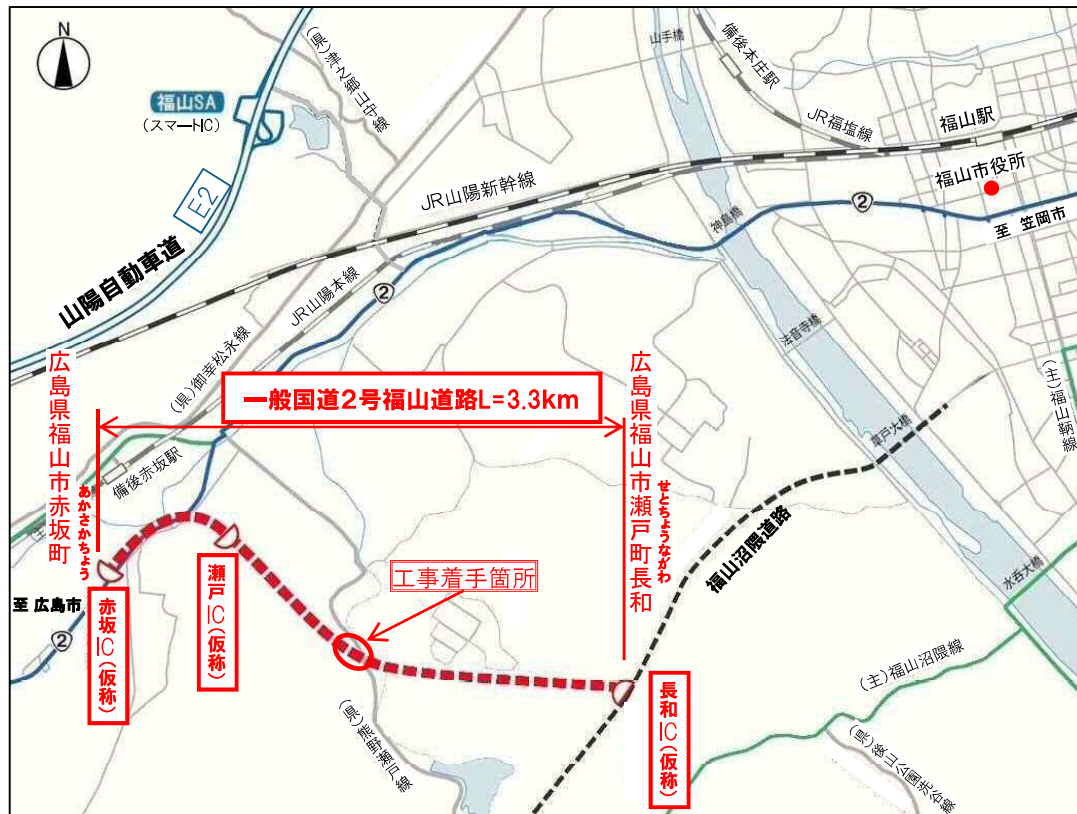 N
(県)津之郷山守線
山手橋
備後本庄駅
福山SA
(スマートIC)
JR福塩線
福山駅
E2
JR山陽新幹線
福山市役所
2
神島橋
至 笠岡市
山陽自動車道
JR山陽本線
2
法音寺橋
(県)御幸松永線
広島県福山市赤坂町
あかさかちょう
一般国道2号福山道路L=3.3km
広島県福山市瀬戸町長和
せとちょうながわ
(主)福山鞆線
草戸大橋
備後赤坂駅
(主)
福山沼隈道路
工事着手箇所
水呑大橋
至 広島市
2
赤坂IC(仮称)
瀬戸IC(仮称)
長和IC(仮称)
(主)福山沼隈線
(県)熊野瀬戸線
(県)後山公園洗谷線